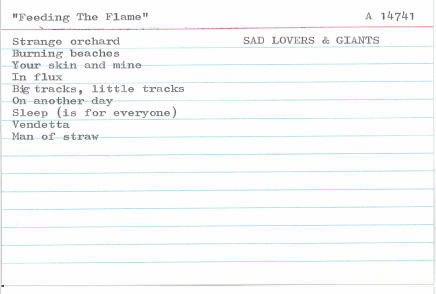 "Feeding The Flame" A 14741
Strange orchard SAD LOVERS & GIANTS
Burning beaches
Your skin and mine
In flux
Big tracks, little tracks
On another day
Sleep (is for everyone)
Vendetta
Man of straw